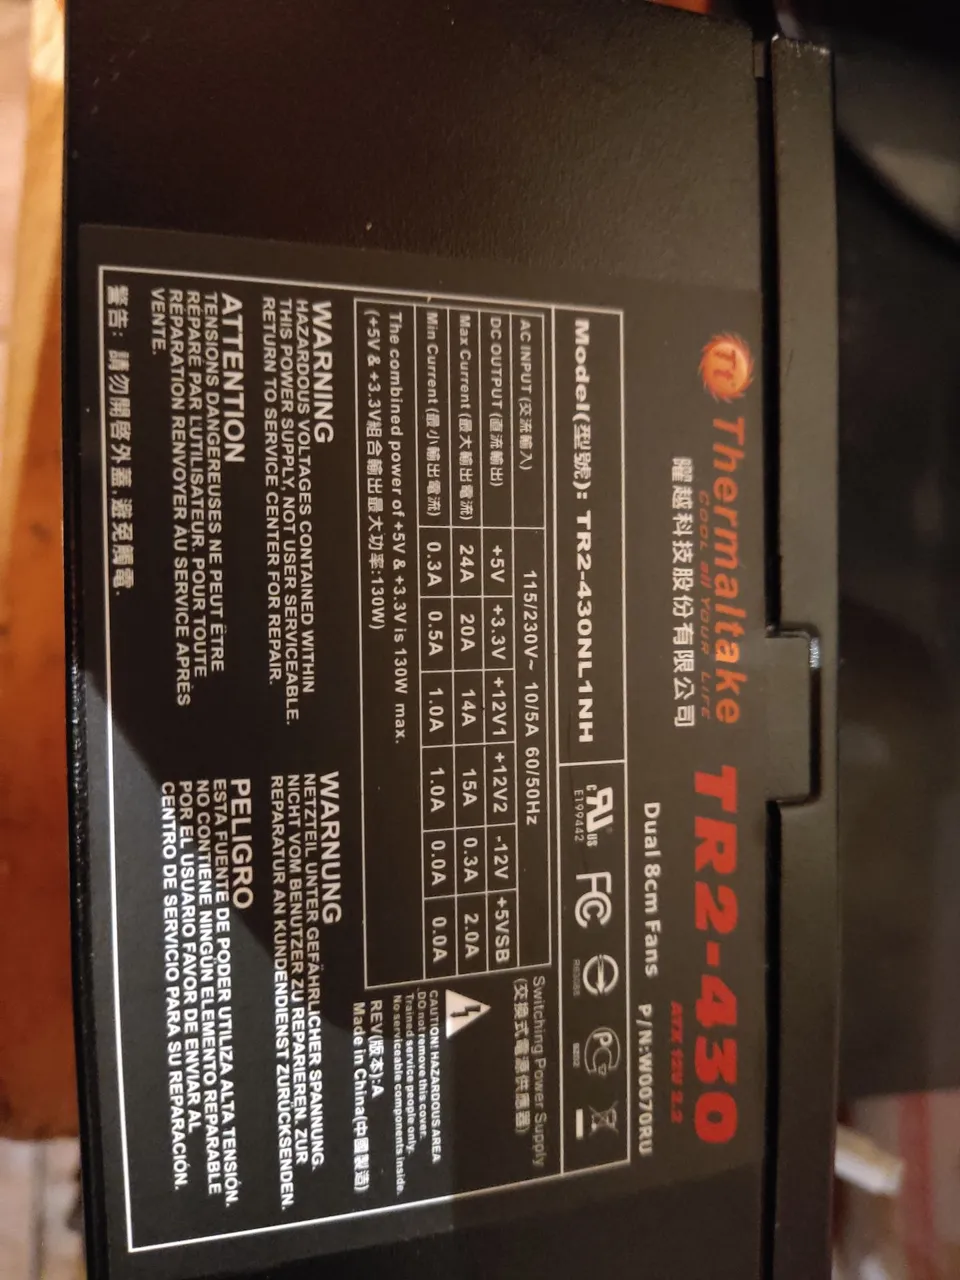 Thermaltake TR2-430
COOL all YOUR LIFE
ATX 12V 2.2
曜越科技股份有限公司
Dual 8cm Fans P/N:W0070RU
Model(型號): TR2-430NL1NH
c RU US
E199442
FC
PG
AC INPUT (交流輸入) 115/230V~ 10/5A 60/50Hz
DC OUTPUT (直流輸出) +5V +3.3V +12V1 +12V2 -12V +5VSB
Max Current (最大輸出電流) 24A 20A 14A 15A 0.3A 2.0A
Min Current (最小輸出電流) 0.3A 0.5A 1.0A 1.0A 0.0A 0.0A
The combined power of +5V & +3.3V is 130W max.
(+5V & +3.3V組合輸出最大功率:130W)
Switching Power Supply
(交換式電源供應器)
CAUTION! HAZARDOUS AREA
.DO not remove this cover.
Trained service people only.
No serviceable components inside.
REV(版本):A
Made in China(中國製造)
WARNING
HAZARDOUS VOLTAGES CONTAINED WITHIN
THIS POWER SUPPLY, NOT USER SERVICEABLE.
RETURN TO SERVICE CENTER FOR REPAIR.
WARNUNG
NETZTEIL UNTER GEFÄHRLICHER SPANNUNG.
NICHT VOM BENUTZER ZU REPARIEREN. ZUR
REPARATUR AN KUNDENDIENST ZURÜCKSENDEN.
ATTENTION
TENSIONS DANGEREUSES NE PEUT ËTRE
RÉPARÉ PAR L'UTILISATEUR. POUR TOUTE
RÉPARATION RENVOYER AU SERVICE APRÉS
VENTE.
PELIGRO
ESTA FUENTE DE PODER UTILIZA ALTA TENSIÓN.
NO CONTIENE NINGÚN ELEMENTO REPARABLE
POR EL USUARIO FAVOR DE ENVIAR AL
CENTRO DE SERVICIO PARA SU REPARACIÓN.
警告: 請勿開啓外蓋,避免觸電.